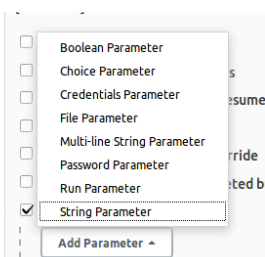 Boolean Parameter
Choice Parameter
Credentials Parameter
File Parameter
Multi-line String Parameter
Password Parameter
Run Parameter
String Parameter
Add Parameter